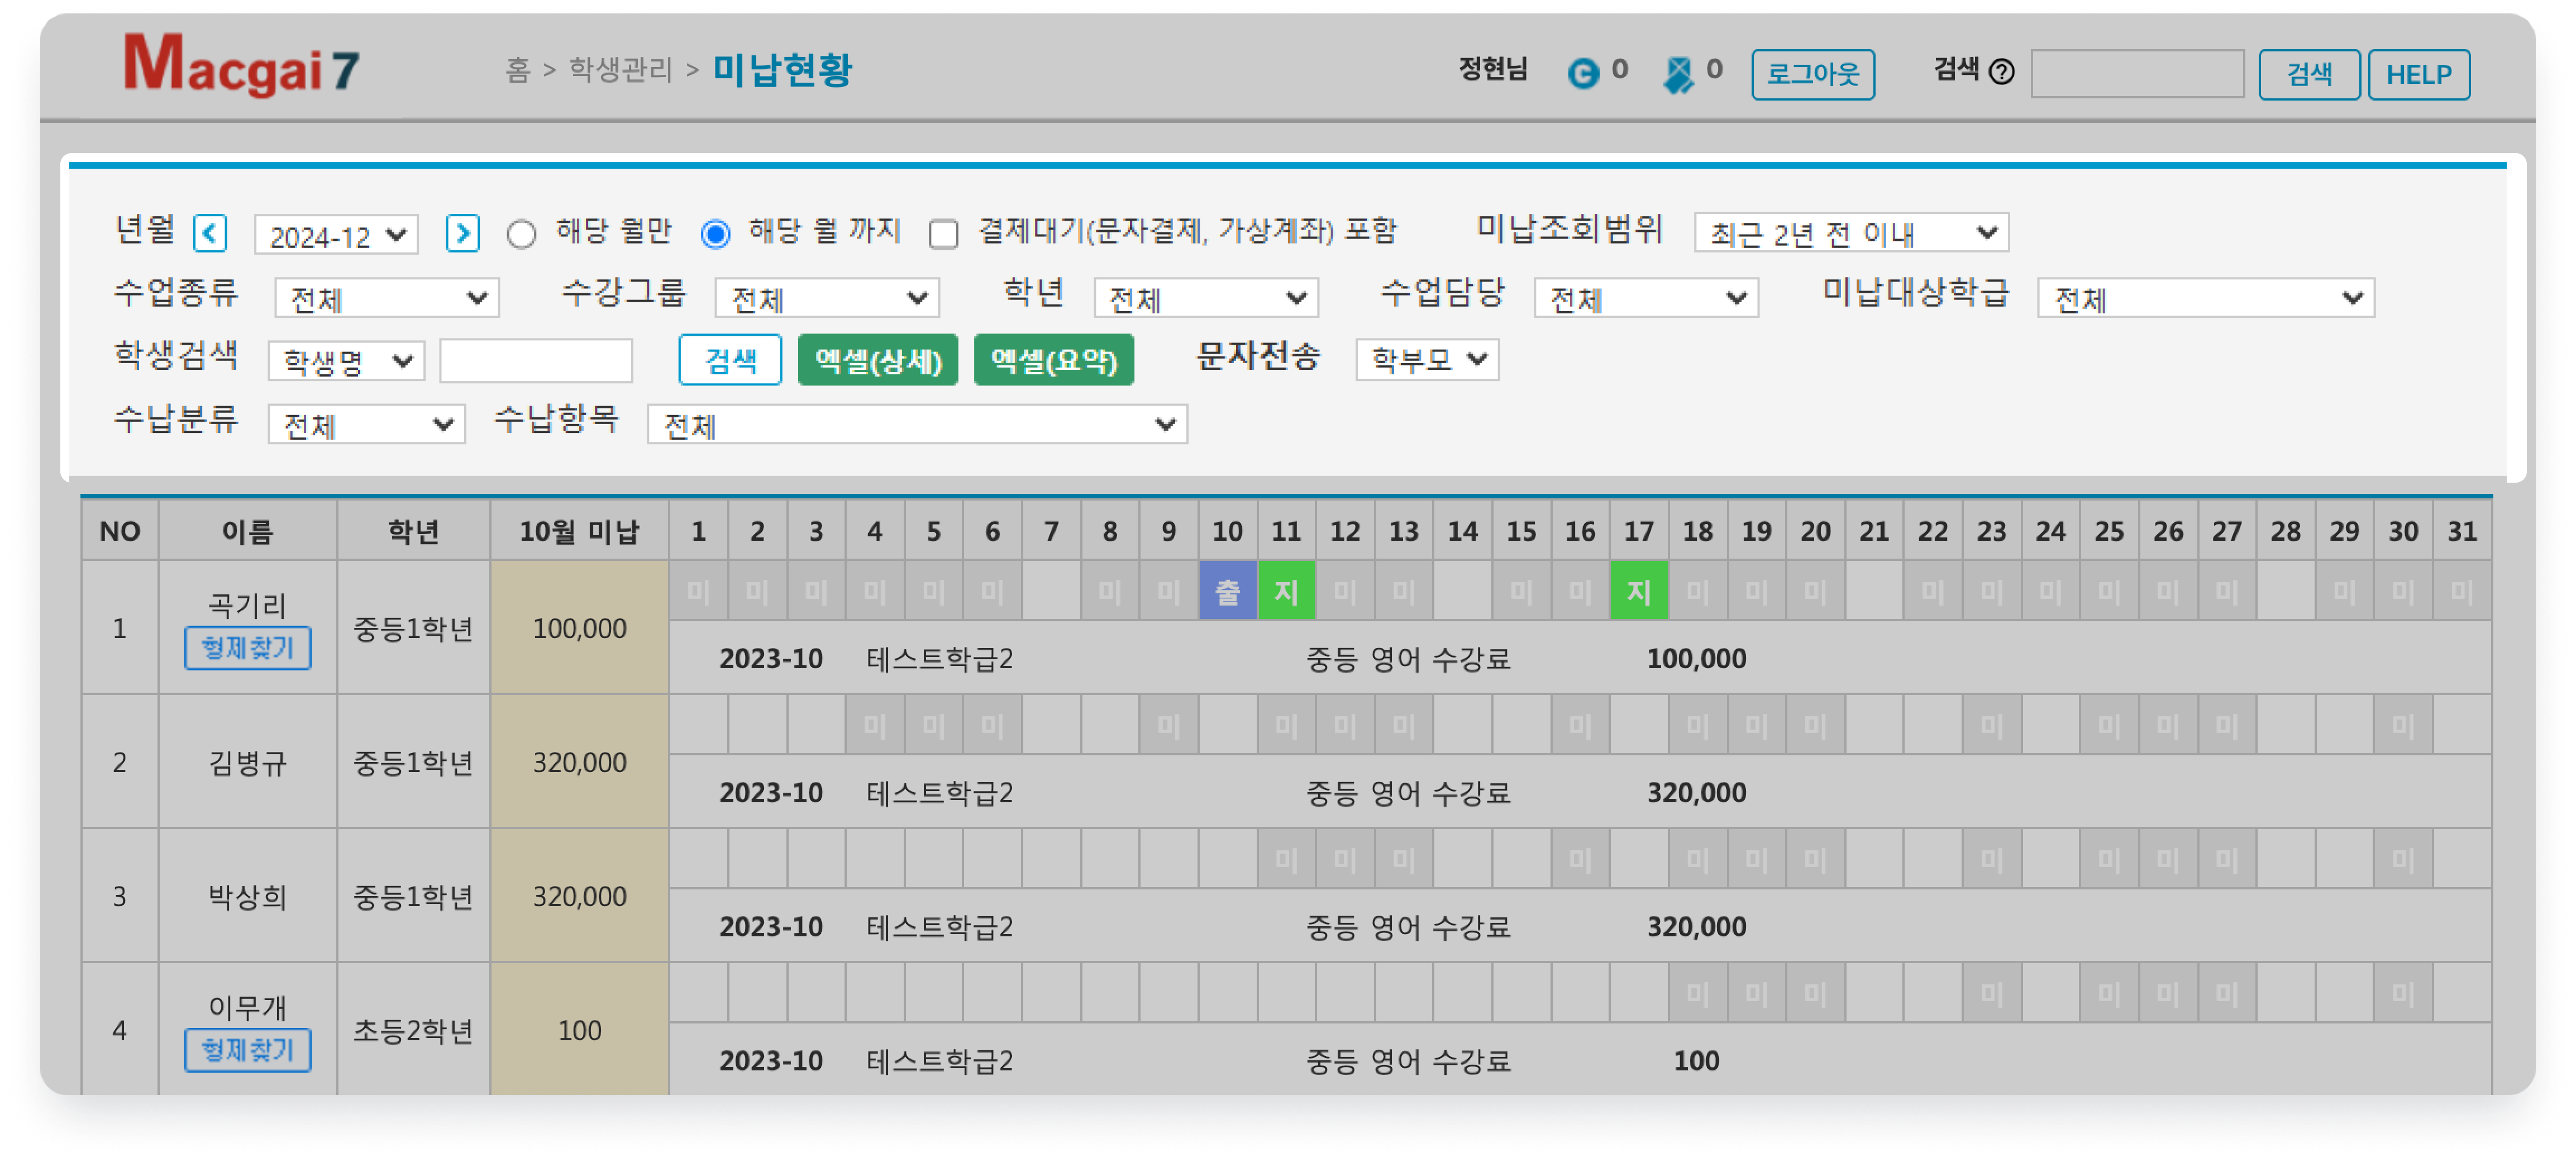 Macgai 7 홈 > 학생관리 > 미납현황 정현님 0 0 로그아웃 검색 검색 HELP
년월 < 2024-12 > 해당 월만 해당 월 까지 결제대기(문자결제, 가상계좌) 포함 미납조회범위 최근 2년 전 이내
수업종류 전체 수강그룹 전체 학년 전체 수업담당 전체 미납대상학급 전체
학생검색 학생명 검색 엑셀(상세) 엑셀(요약) 문자전송 학부모
수납분류 전체 수납항목 전체
NO 이름 학년 10월 미납 1 2 3 4 5 6 7 8 9 10 11 12 13 14 15 16 17 18 19 20 21 22 23 24 25 26 27 28 29 30 31
미 미 미 미 미 미 미 미 출 지 미 미 미 미 지 미 미 미 미 미 미 미 미 미 미 미 미
1 곡기리 형제찾기 중등1학년 100,000
2023-10 테스트학급2 중등 영어 수강료 100,000
미 미 미 미 미 미 미 미 미 미 미 미 미 미 미 미
2 김병규 중등1학년 320,000
2023-10 테스트학급2 중등 영어 수강료 320,000
미 미 미 미 미 미 미 미 미 미 미 미
3 박상희 중등1학년 320,000
2023-10 테스트학급2 중등 영어 수강료 320,000
미 미 미 미 미 미 미 미
4 이무개 형제찾기 초등2학년 100
2023-10 테스트학급2 중등 영어 수강료 100